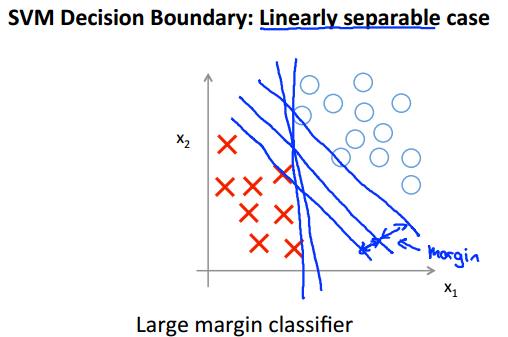 SVM Decision Boundary: Linearly separable case
x2
margin
x1
Large margin classifier